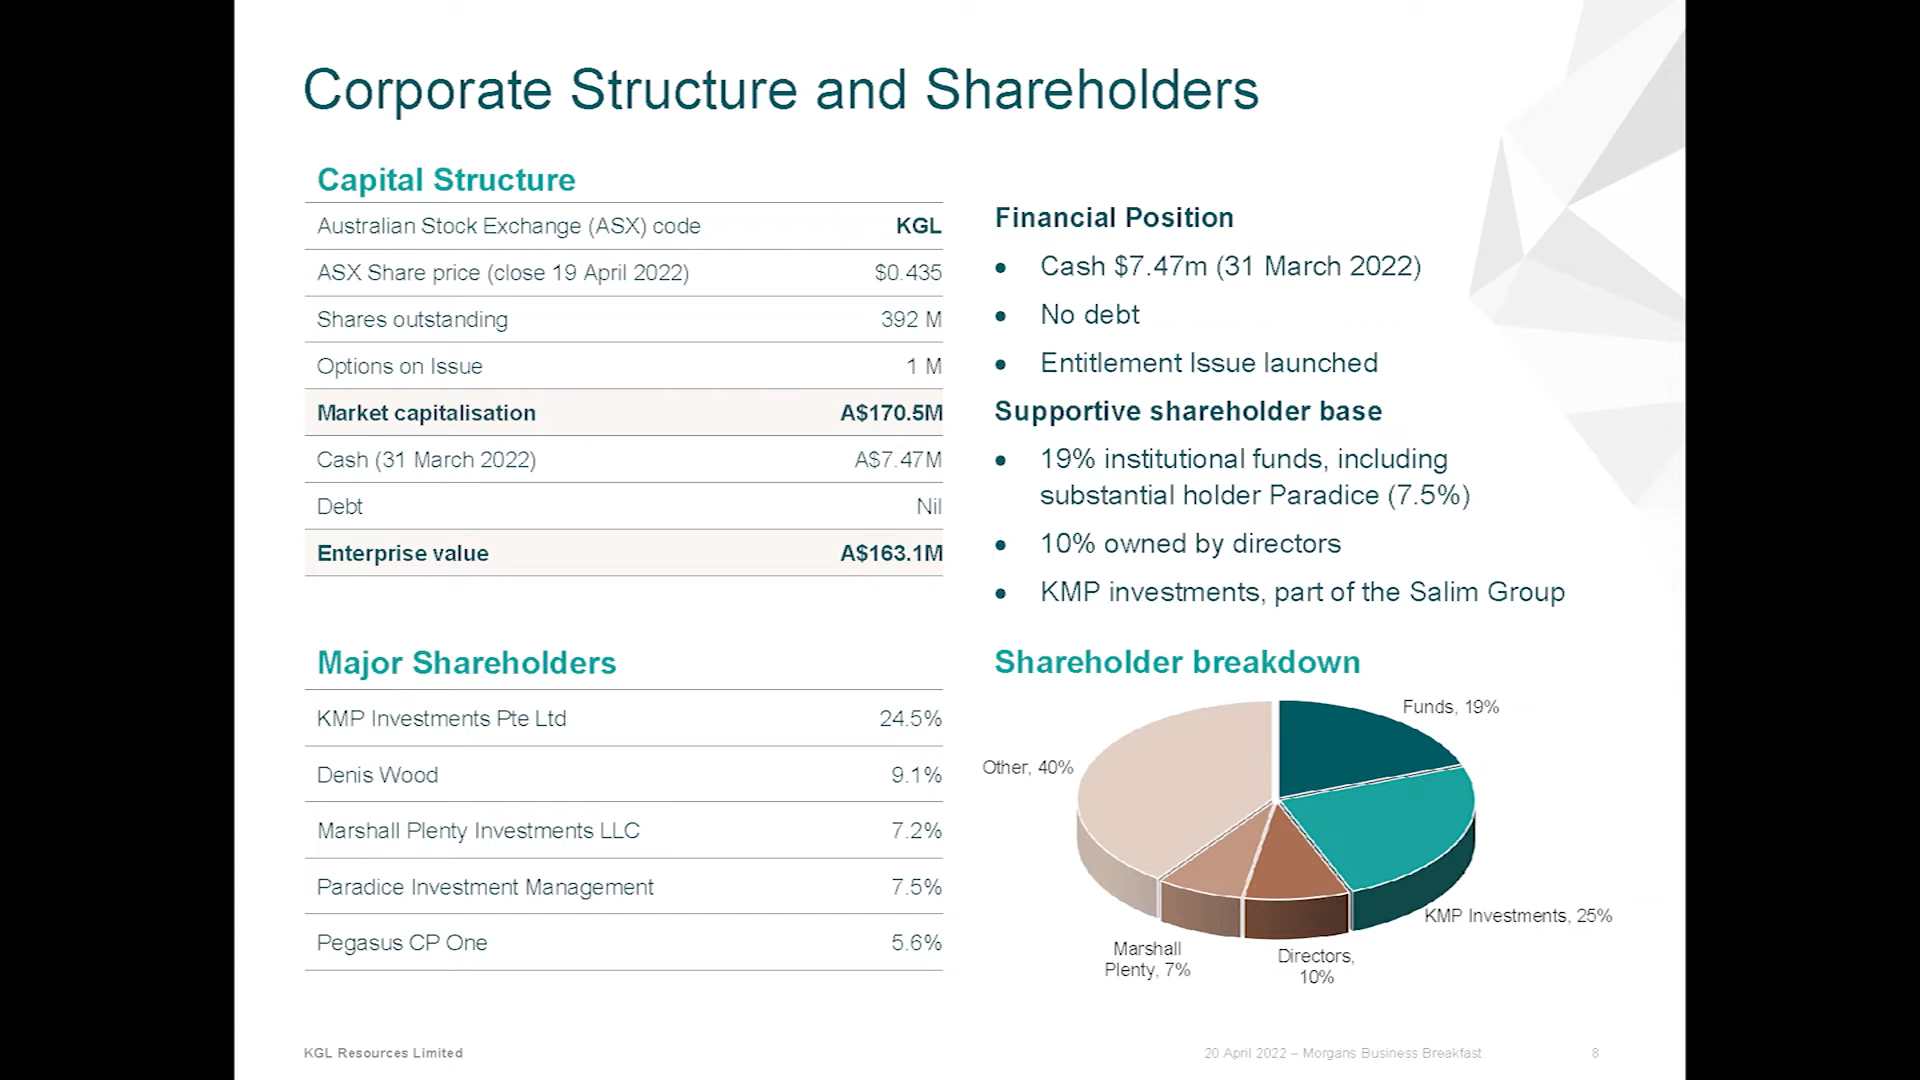 Corporate Structure and Shareholders
Capital Structure
Australian Stock Exchange (ASX) code KGL
ASX Share price (close 19 April 2022) $0.435
Shares outstanding 392 M
Options on Issue 1 M
Market capitalisation A$170.5M
Cash (31 March 2022) A$7.47M
Debt Nil
Enterprise value A$163.1M
Major Shareholders
KMP Investments Pte Ltd 24.5%
Denis Wood 9.1%
Marshall Plenty Investments LLC 7.2%
Paradice Investment Management 7.5%
Pegasus CP One 5.6%
Financial Position
• Cash $7.47m (31 March 2022)
• No debt
• Entitlement Issue launched
Supportive shareholder base
• 19% institutional funds, including
substantial holder Paradice (7.5%)
• 10% owned by directors
• KMP investments, part of the Salim Group
Shareholder breakdown
Funds, 19%
Other, 40%
KMP Investments, 25%
Marshall
Plenty, 7%
Directors,
10%
KGL Resources Limited
20 April 2022 – Morgans Business Breakfast 8